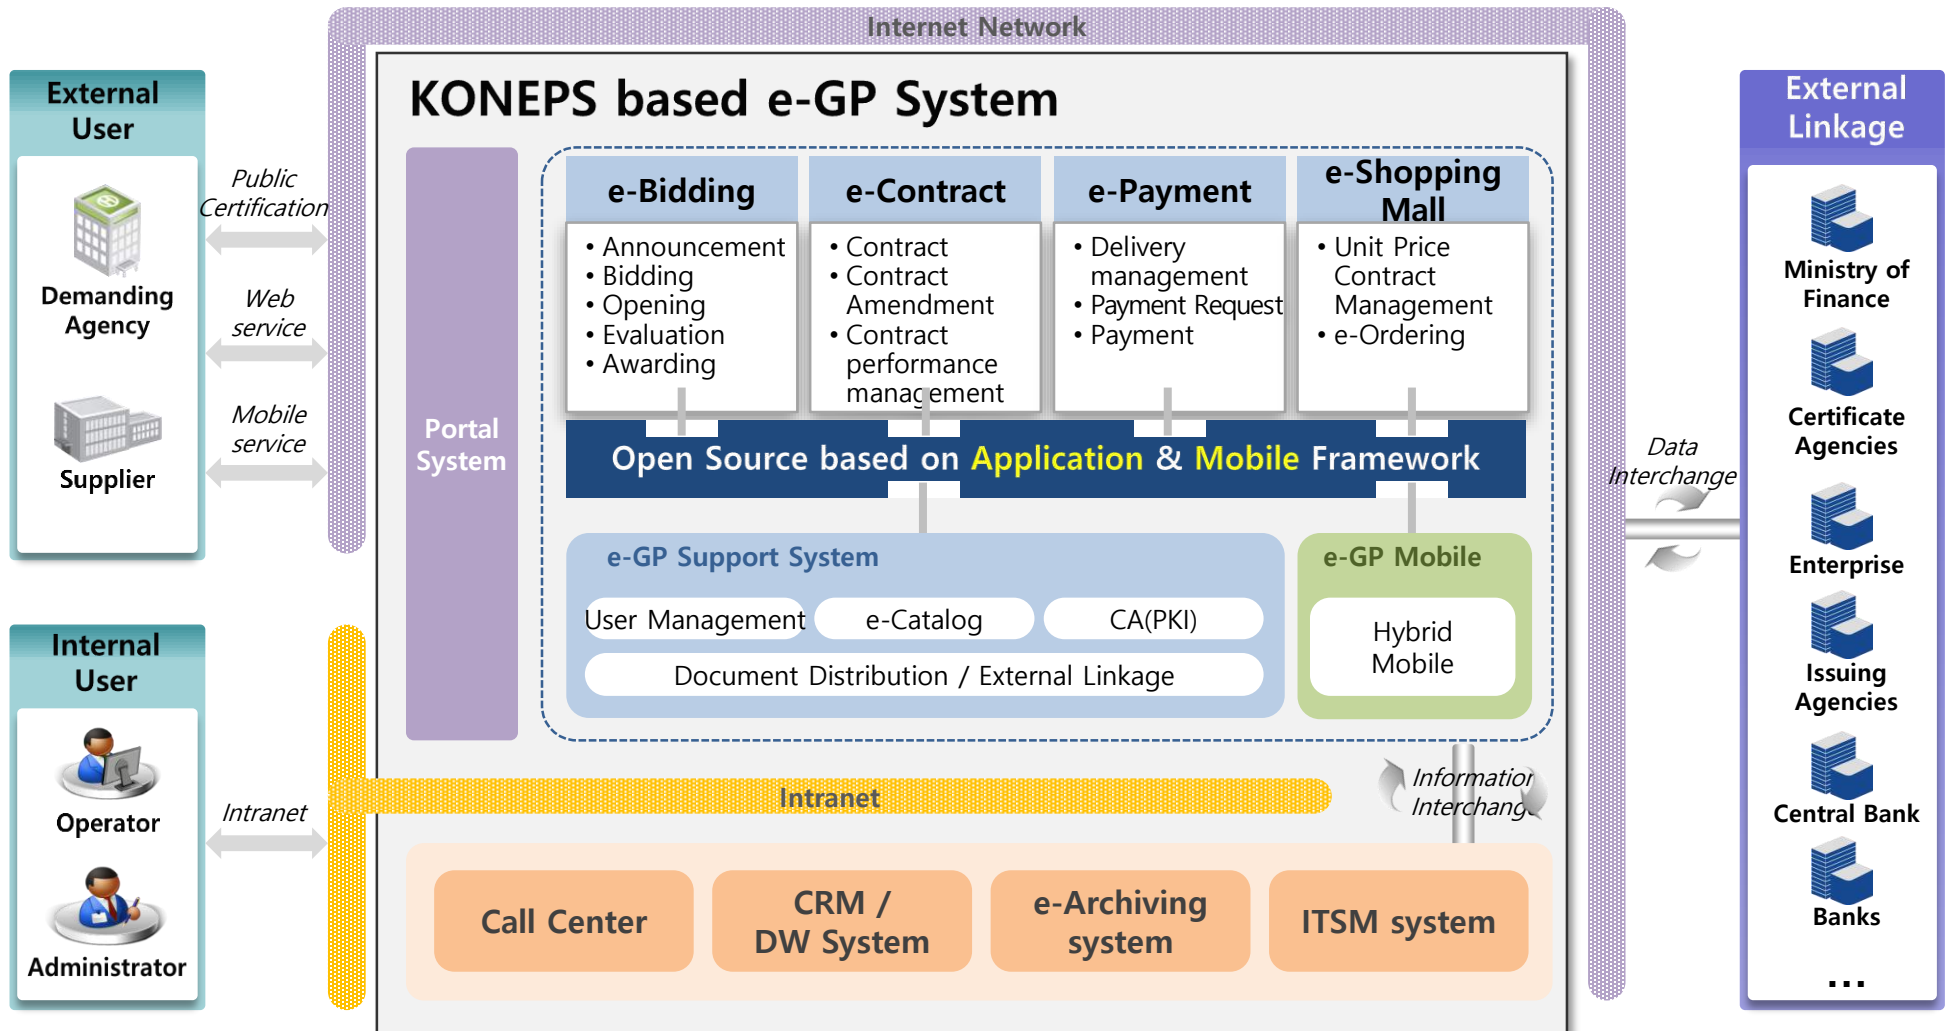 Internet Network
External
User
Demanding
Agency
Supplier
Public
Certification
Web
service
Mobile
service
Internal
User
Operator
Administrator
Intranet
KONEPS based e-GP System
Portal
System
e-Bidding
• Announcement
• Bidding
• Opening
• Evaluation
• Awarding
e-Contract
• Contract
• Contract
Amendment
• Contract
performance
management
e-Payment
• Delivery
management
• Payment Request
• Payment
e-Shopping
Mall
• Unit Price
Contract
Management
• e-Ordering
Open Source based on Application & Mobile Framework
e-GP Support System
User Management
e-Catalog
CA(PKI)
Document Distribution / External Linkage
e-GP Mobile
Hybrid
Mobile
Intranet
Information
Interchange
Call Center
CRM /
DW System
e-Archiving
system
ITSM system
Data
Interchange
External
Linkage
Ministry of
Finance
Certificate
Agencies
Enterprise
Issuing
Agencies
Central Bank
Banks
...